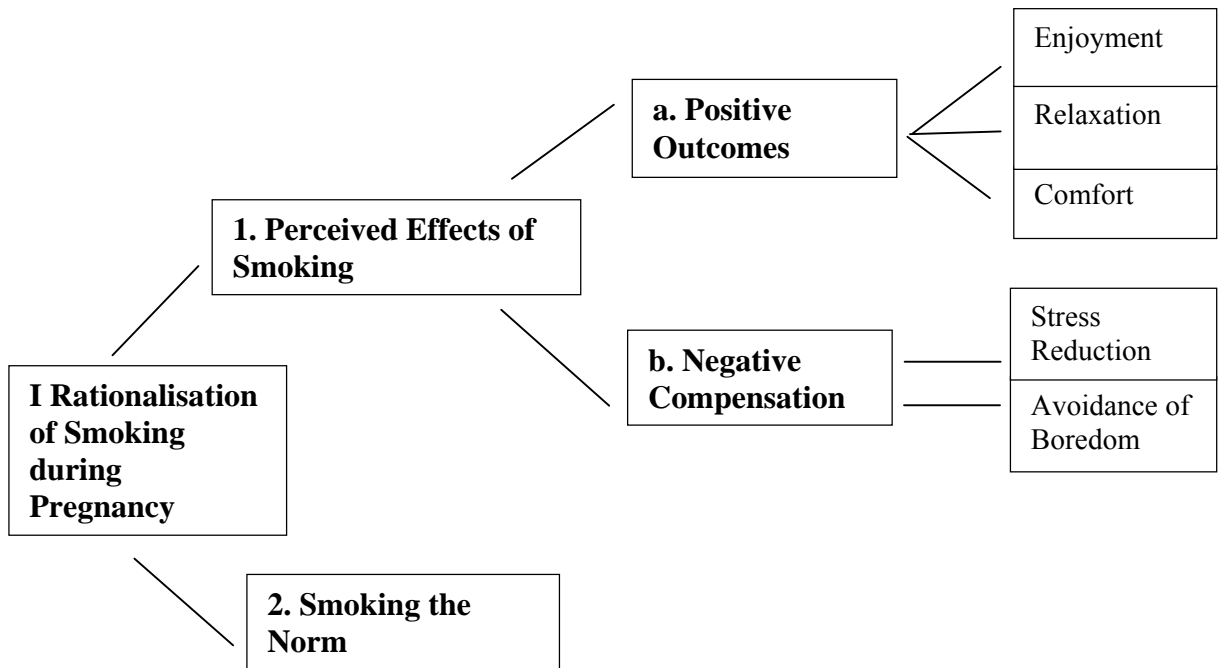 Enjoyment
Relaxation
Comfort
a. Positive
Outcomes
1. Perceived Effects of
Smoking
Stress
Reduction
Avoidance of
Boredom
b. Negative
Compensation
I Rationalisation
of Smoking
during
Pregnancy
2. Smoking the
Norm